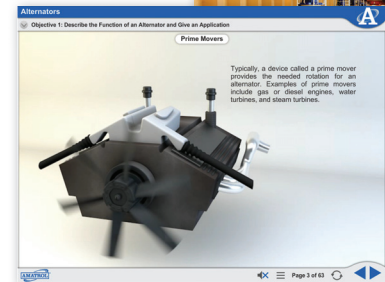 Alternators
Objective 1: Describe the Function of an Alternator and Give an Application
Prime Movers
Typically, a device called a prime mover
provides the needed rotation for an
alternator. Examples of prime movers
include gas or diesel engines, water
turbines, and steam turbines.
AMATROL
Page 3 of 63